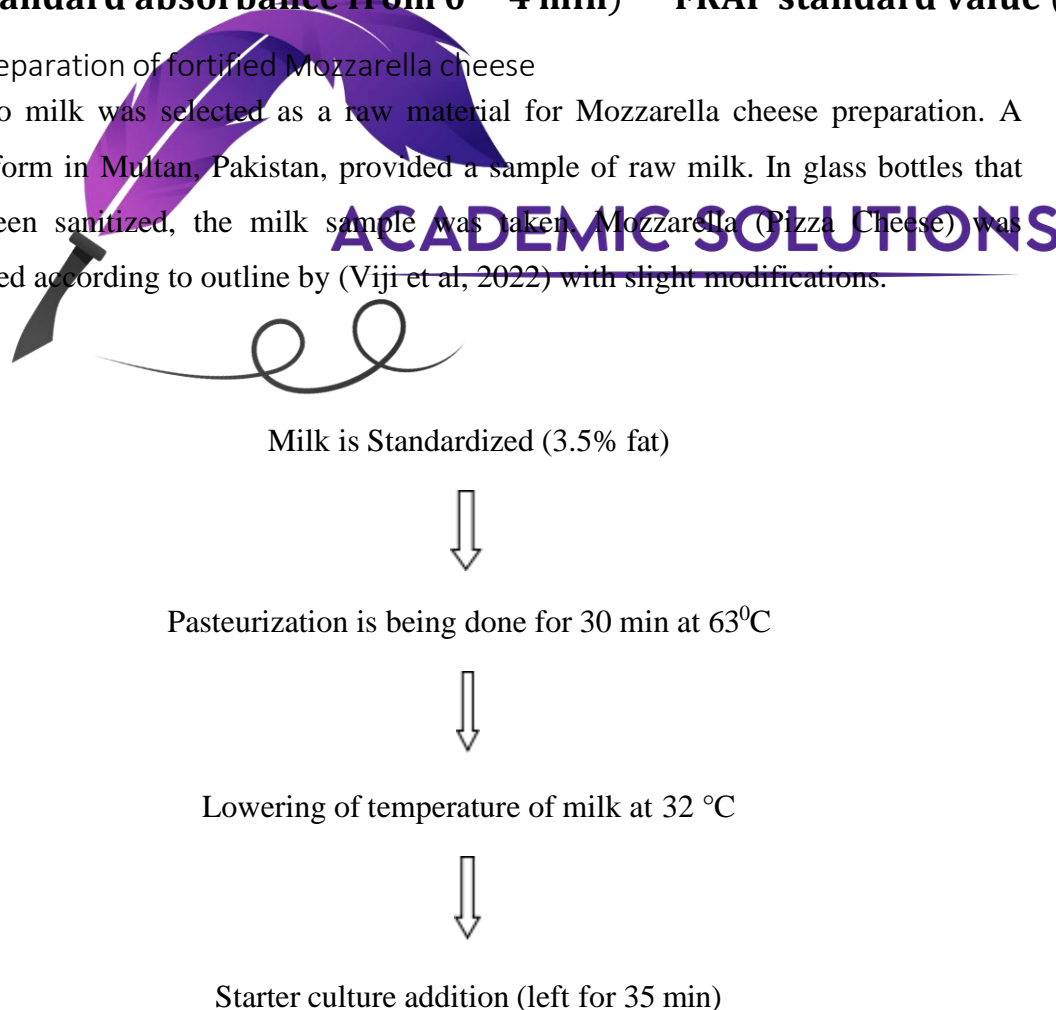 andard absorbance from 0 – 4 min) FRAP standard value (
eparation of fortified Mozzarella cheese
o milk was selected as a raw material for Mozzarella cheese preparation. A
form in Multan, Pakistan, provided a sample of raw milk. In glass bottles that
een sanitized, the milk sample was taken. Mozzarella (Pizza Cheese) was
ACADEMIC SOLUTIONS
ed according to outline by (Viji et al, 2022) with slight modifications.
Milk is Standardized (3.5% fat)
Pasteurization is being done for 30 min at 63⁰C
Lowering of temperature of milk at 32 °C
Starter culture addition (left for 35 min)